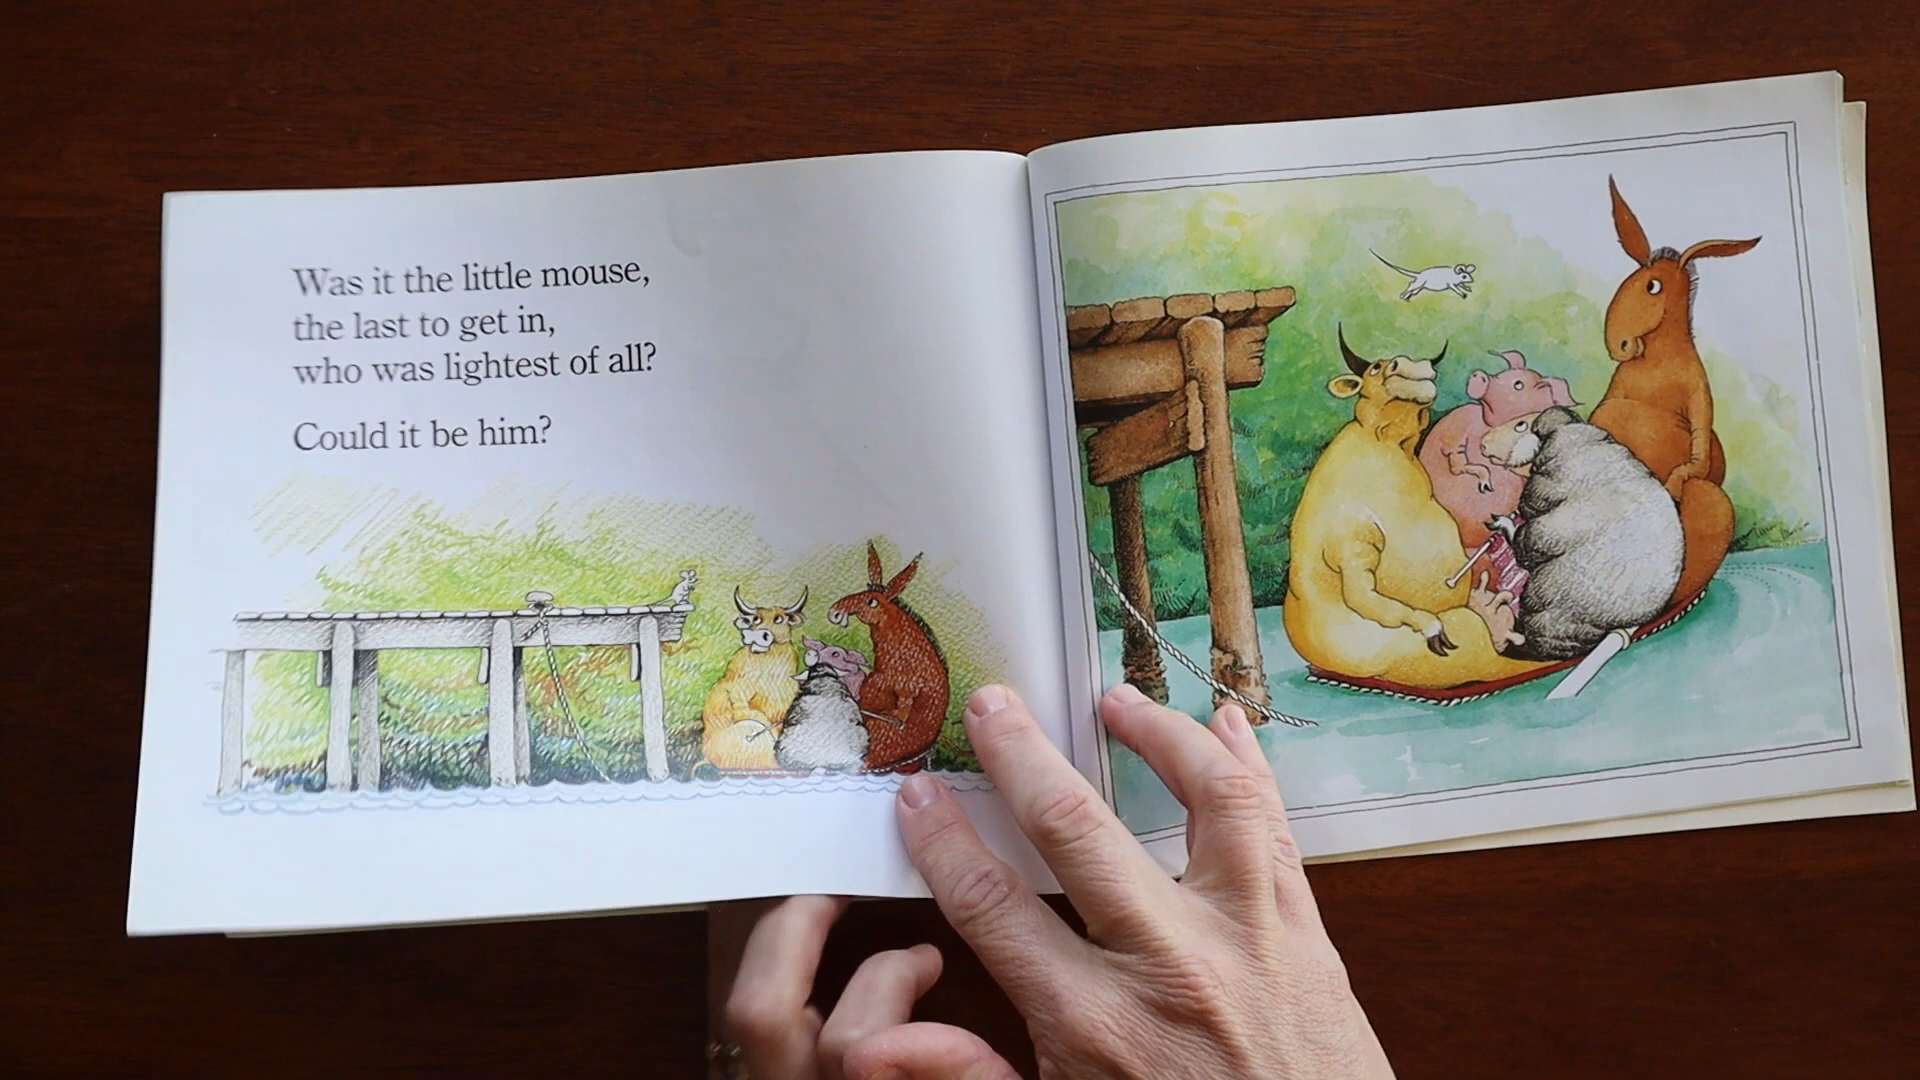 Was it the little mouse,
the last to get in,
who was lightest of all?
Could it be him?